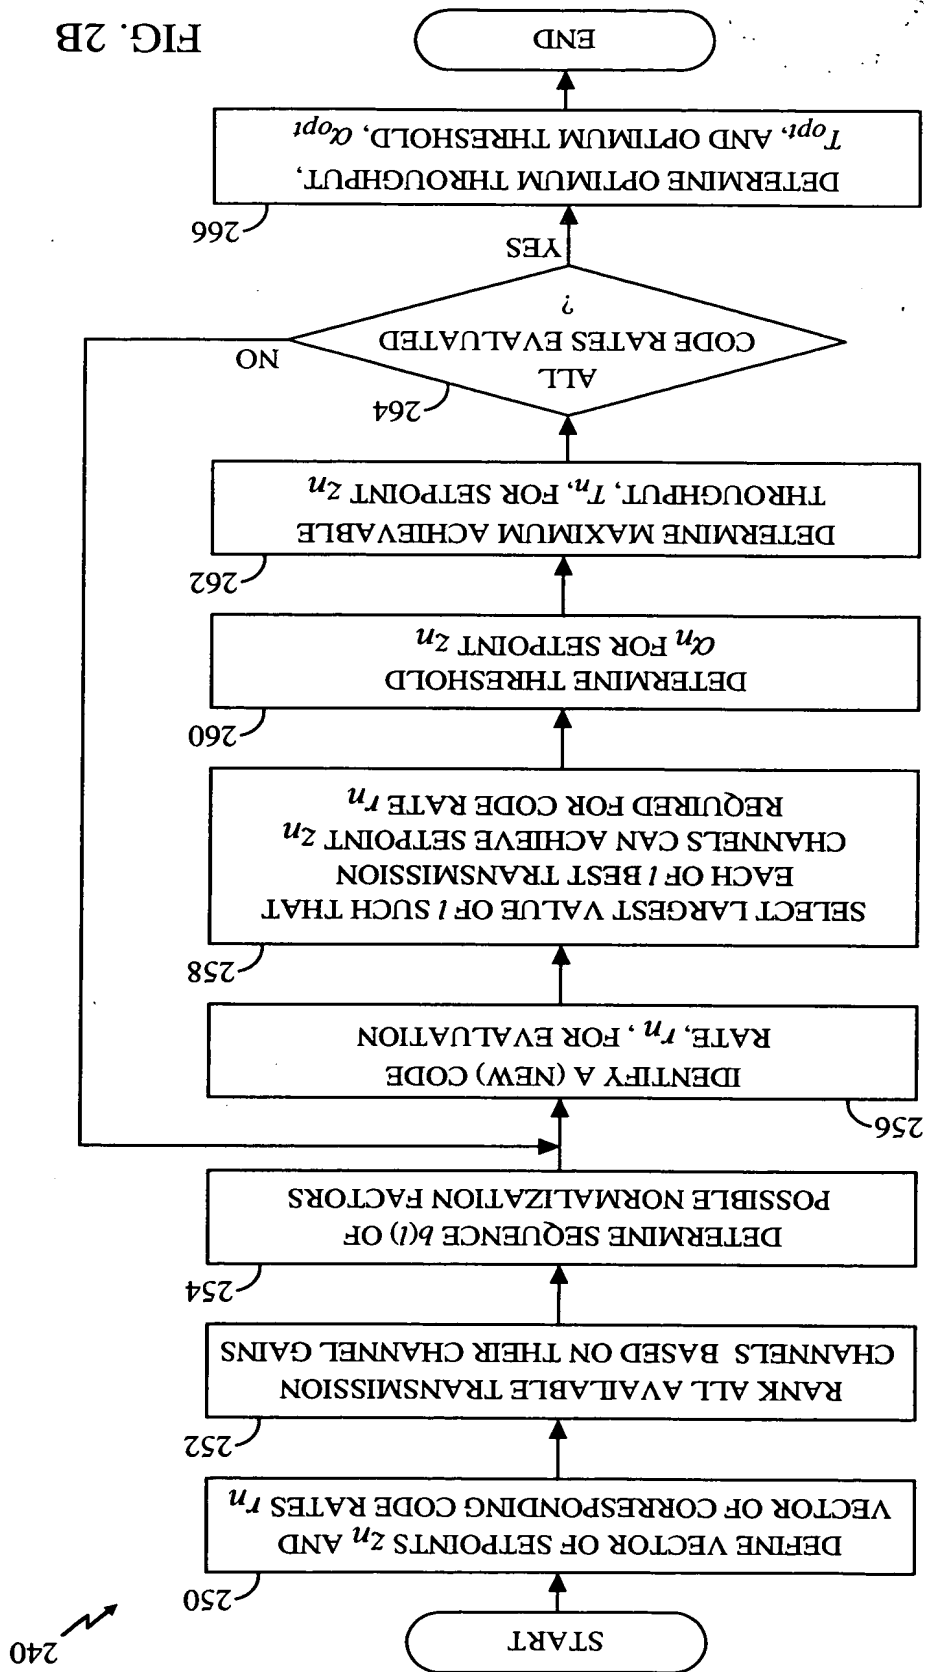 240
START
250
DEFINE VECTOR OF SETPOINTS zn AND
VECTOR OF CORRESPONDING CODE RATES rn
252
RANK ALL AVAILABLE TRANSMISSION
CHANNELS BASED ON THEIR CHANNEL GAINS
254
DETERMINE SEQUENCE b(l) OF
POSSIBLE NORMALIZATION FACTORS
256
IDENTIFY A (NEW) CODE
RATE, rn , FOR EVALUATION
258
SELECT LARGEST VALUE OF l SUCH THAT
EACH OF l BEST TRANSMISSION
CHANNELS CAN ACHIEVE SETPOINT zn
REQUIRED FOR CODE RATE rn
260
DETERMINE THRESHOLD
αn FOR SETPOINT zn
262
DETERMINE MAXIMUM ACHIEVABLE
THROUGHPUT, Tn, FOR SETPOINT zn
264
ALL
CODE RATES EVALUATED
?
NO
YES
266
DETERMINE OPTIMUM THROUGHPUT,
Topt, AND OPTIMUM THRESHOLD, αopt
END
FIG. 2B